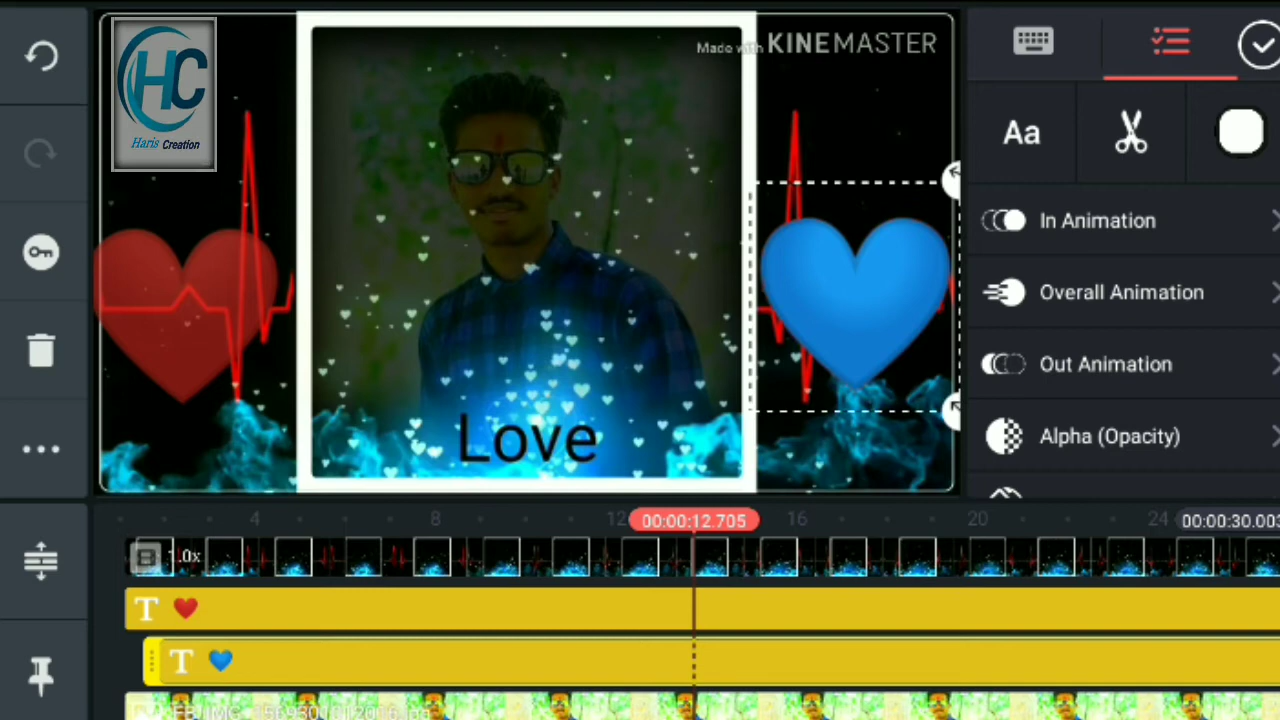 HC
Haris Creation
Made with KINEMASTER
Love
Aa
In Animation
Overall Animation
Out Animation
Alpha (Opacity)
4
8
12
00:00:12.705
16
20
24
00:00:30.003
1.0x
T
T